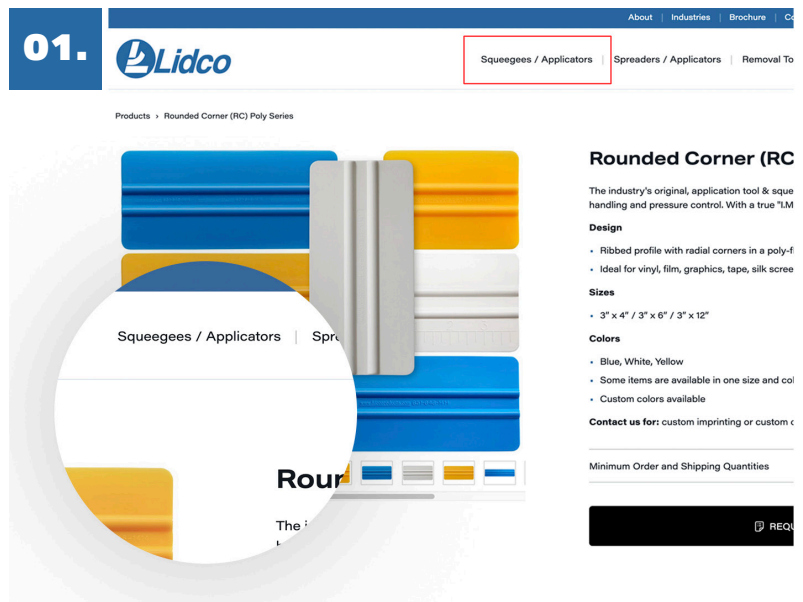 01.
About | Industries | Brochure
Lidco
Squeegees / Applicators | Spreaders / Applicators | Removal To
Products › Rounded Corner (RC) Poly Series
Rounded Corner (RC
The industry's original, application tool & sque
handling and pressure control. With a true "I.M
Design
• Ribbed profile with radial corners in a poly-fi
• Ideal for vinyl, film, graphics, tape, silk scree
Sizes
• 3" x 4" / 3" x 6" / 3" x 12"
Colors
• Blue, White, Yellow
• Some items are available in one size and col
• Custom colors available
Contact us for: custom imprinting or custom c
Minimum Order and Shipping Quantities
REQU
Squeegees / Applicators | Spre
Roun
The i